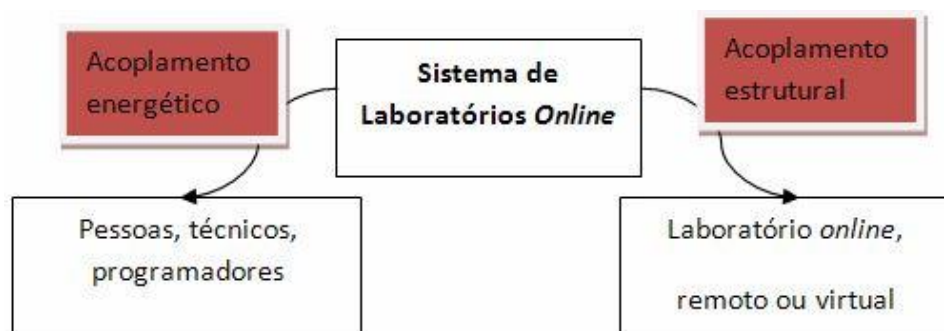 Acoplamento
energético
Sistema de
Laboratórios Online
Acoplamento
estrutural
Pessoas, técnicos,
programadores
Laboratório online,
remoto ou virtual